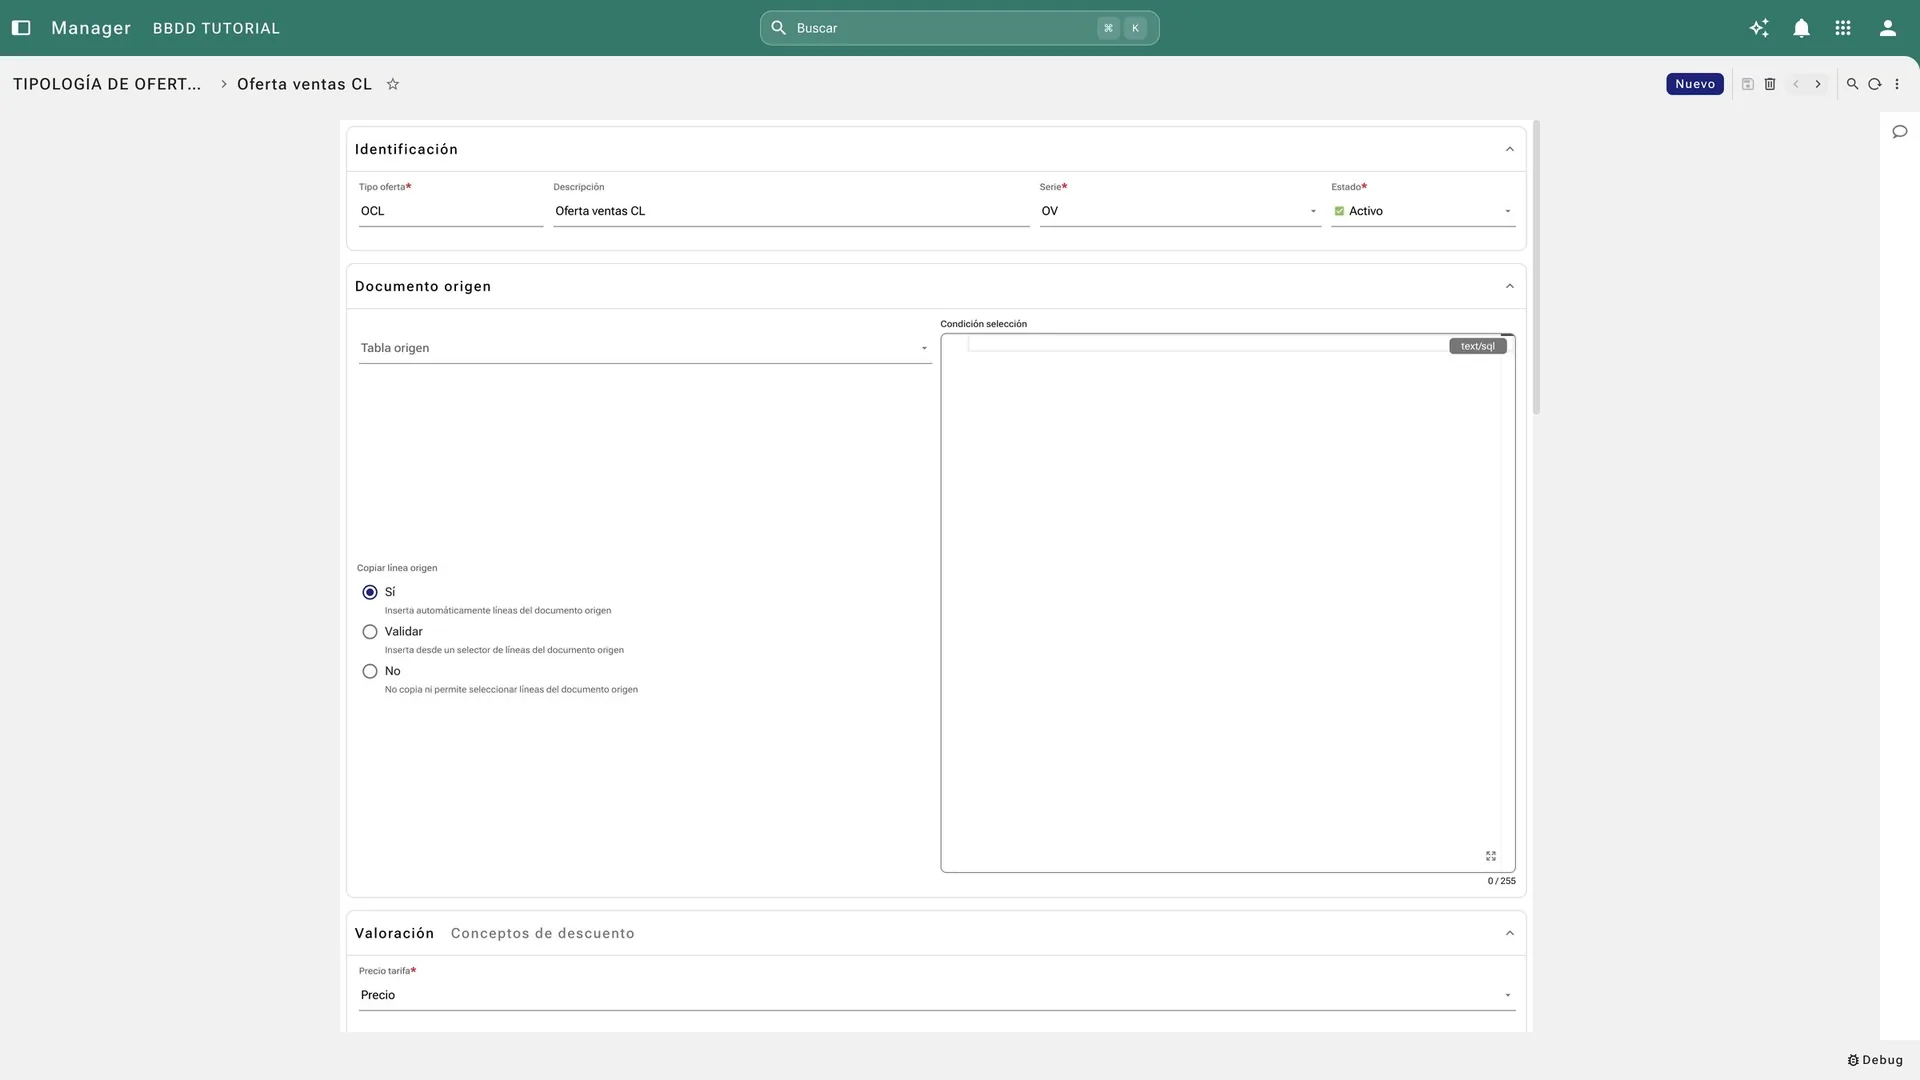 Manager BBDD TUTORIAL Buscar ⌘ K
TIPOLOGÍA DE OFERT... > Oferta ventas CL Nuevo
Identificación
Tipo oferta* Descripción Serie* Estado*
OCL Oferta ventas CL OV Activo
Documento origen
Condición selección
text/sql
Tabla origen
Copiar línea origen
Sí
Inserta automáticamente líneas del documento origen
Validar
Inserta desde un selector de líneas del documento origen
No
No copia ni permite seleccionar líneas del documento origen
0 / 255
Valoración Conceptos de descuento
Precio tarifa*
Precio
Debug